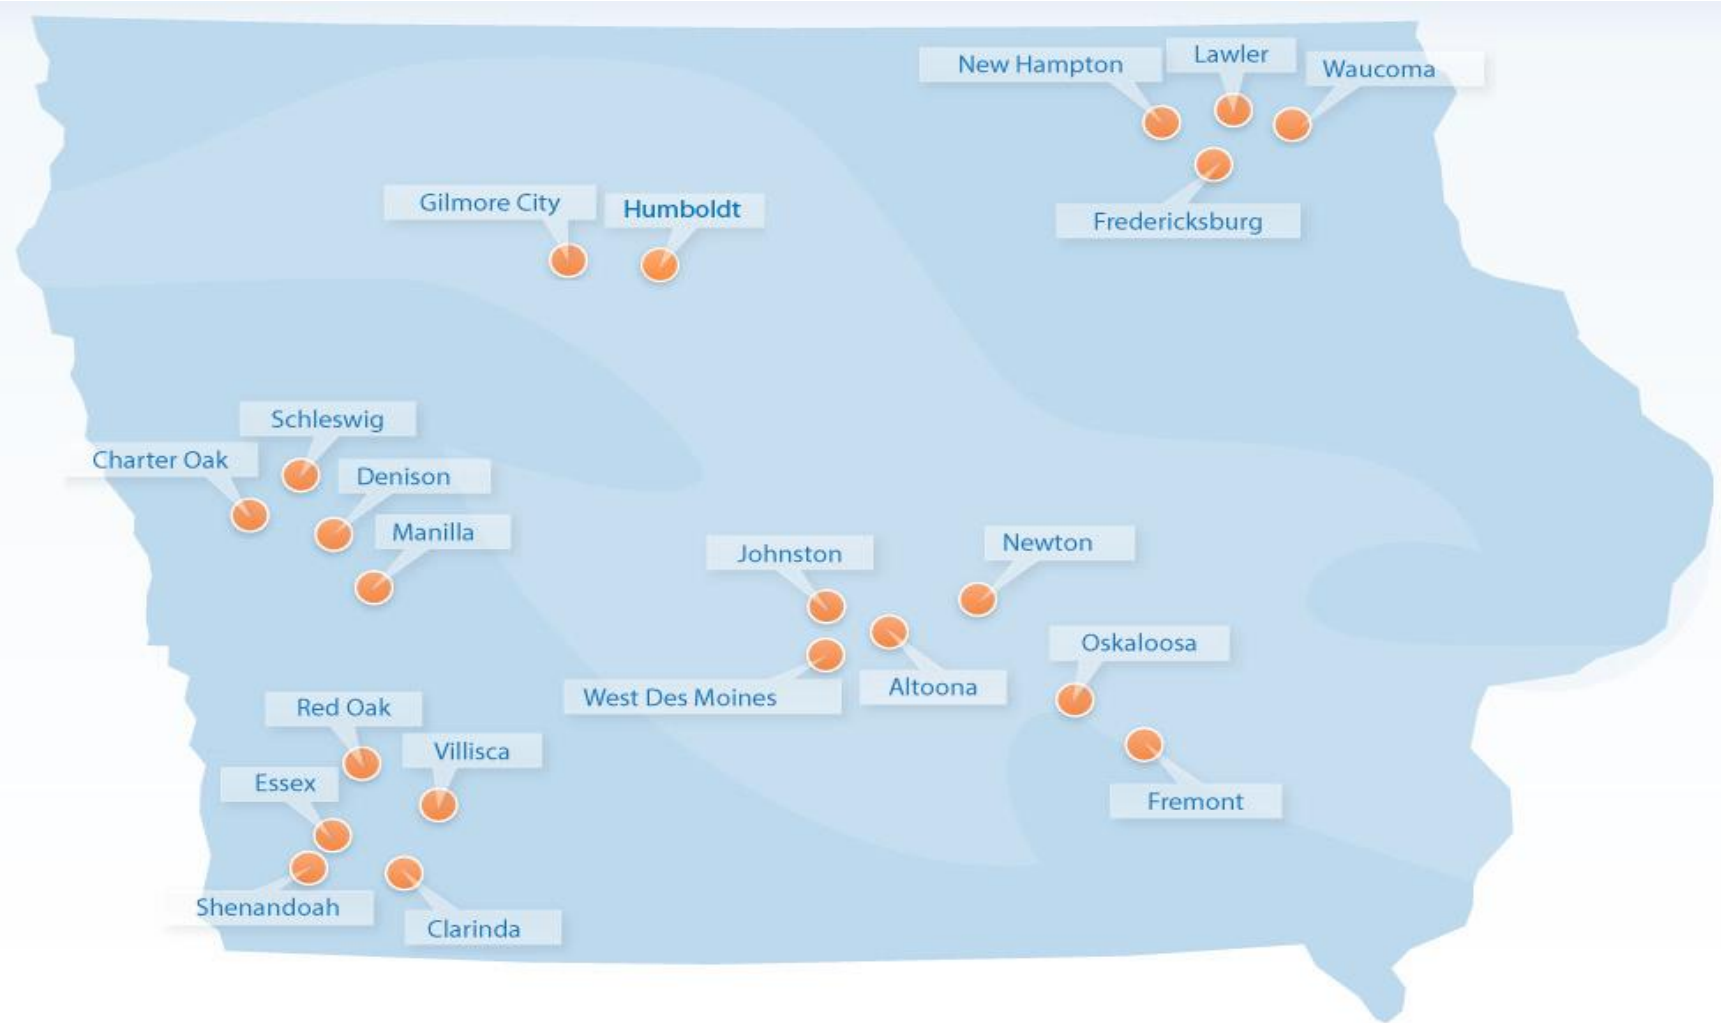 New Hampton
Lawler
Waucoma
Fredericksburg
Gilmore City
Humboldt
Schleswig
Charter Oak
Denison
Manilla
Johnston
Newton
West Des Moines
Altoona
Oskaloosa
Fremont
Red Oak
Villisca
Essex
Shenandoah
Clarinda